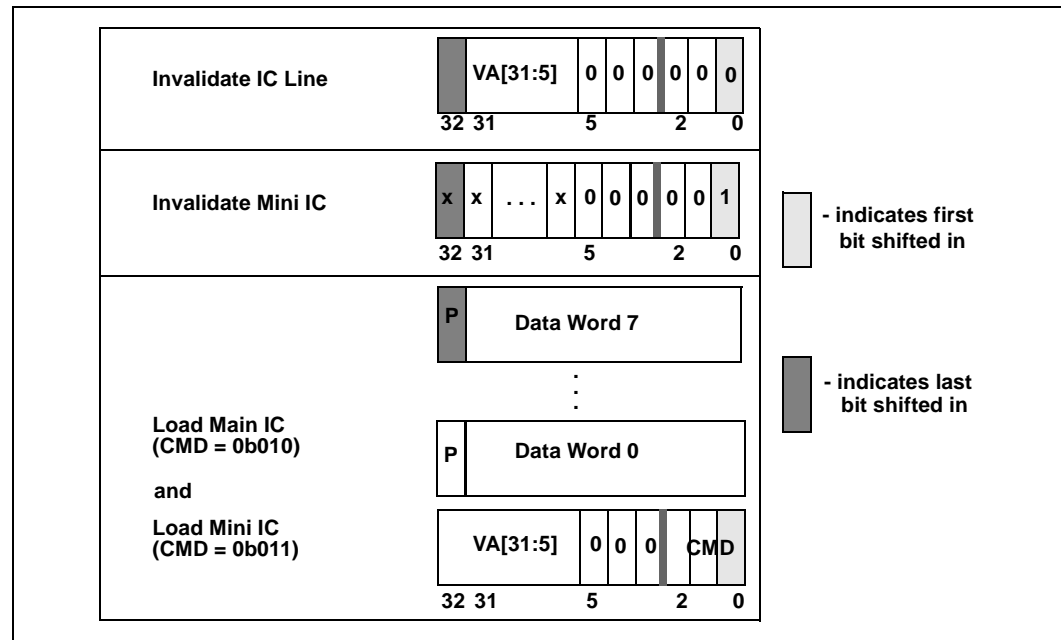 Invalidate IC Line
VA[31:5] 0 0 0 0 0 0
32 31 5 2 0
Invalidate Mini IC
x x . . . x 0 0 0 0 0 1
32 31 5 2 0
- indicates first
bit shifted in
P Data Word 7
.
.
.
- indicates last
bit shifted in
Load Main IC
(CMD = 0b010)
P Data Word 0
and
Load Mini IC
(CMD = 0b011)
VA[31:5] 0 0 0 CMD
32 31 5 2 0